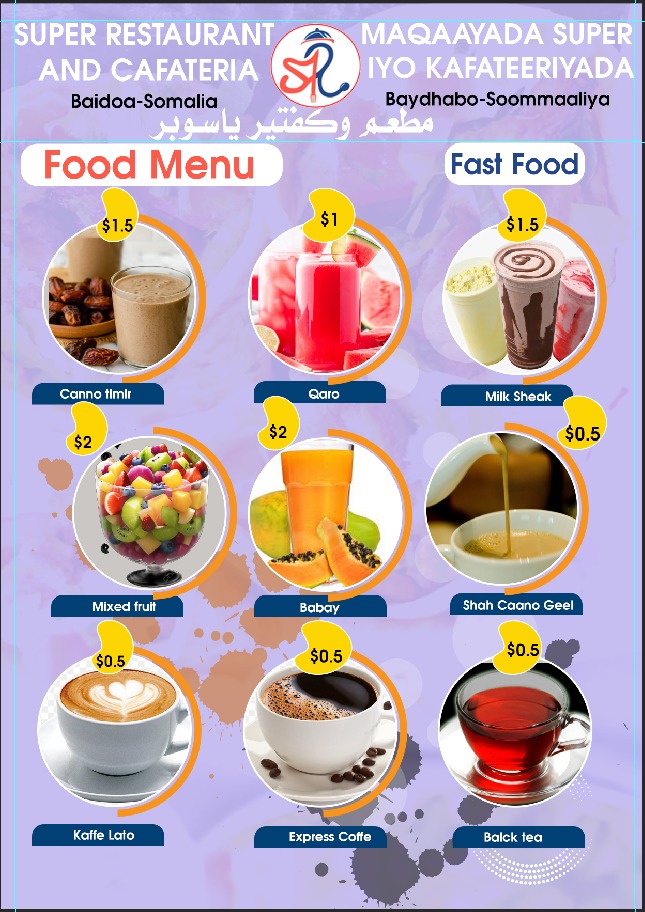 SUPER RESTAURANT
AND CAFATERIA
Baidoa-Somalia
MAQAAYADA SUPER
IYO KAFATEERIYADA
Baydhabo-Soommaaliya
مطعم وكفتير ياسوبر
Food Menu
Fast Food
$1.5
$1
$1.5
Canno timir
Qaro
Milk Sheak
$2
$2
$0.5
Mixed fruit
Babay
Shah Caano Geel
$0.5
$0.5
$0.5
Kaffe Lato
Express Coffe
Balck tea